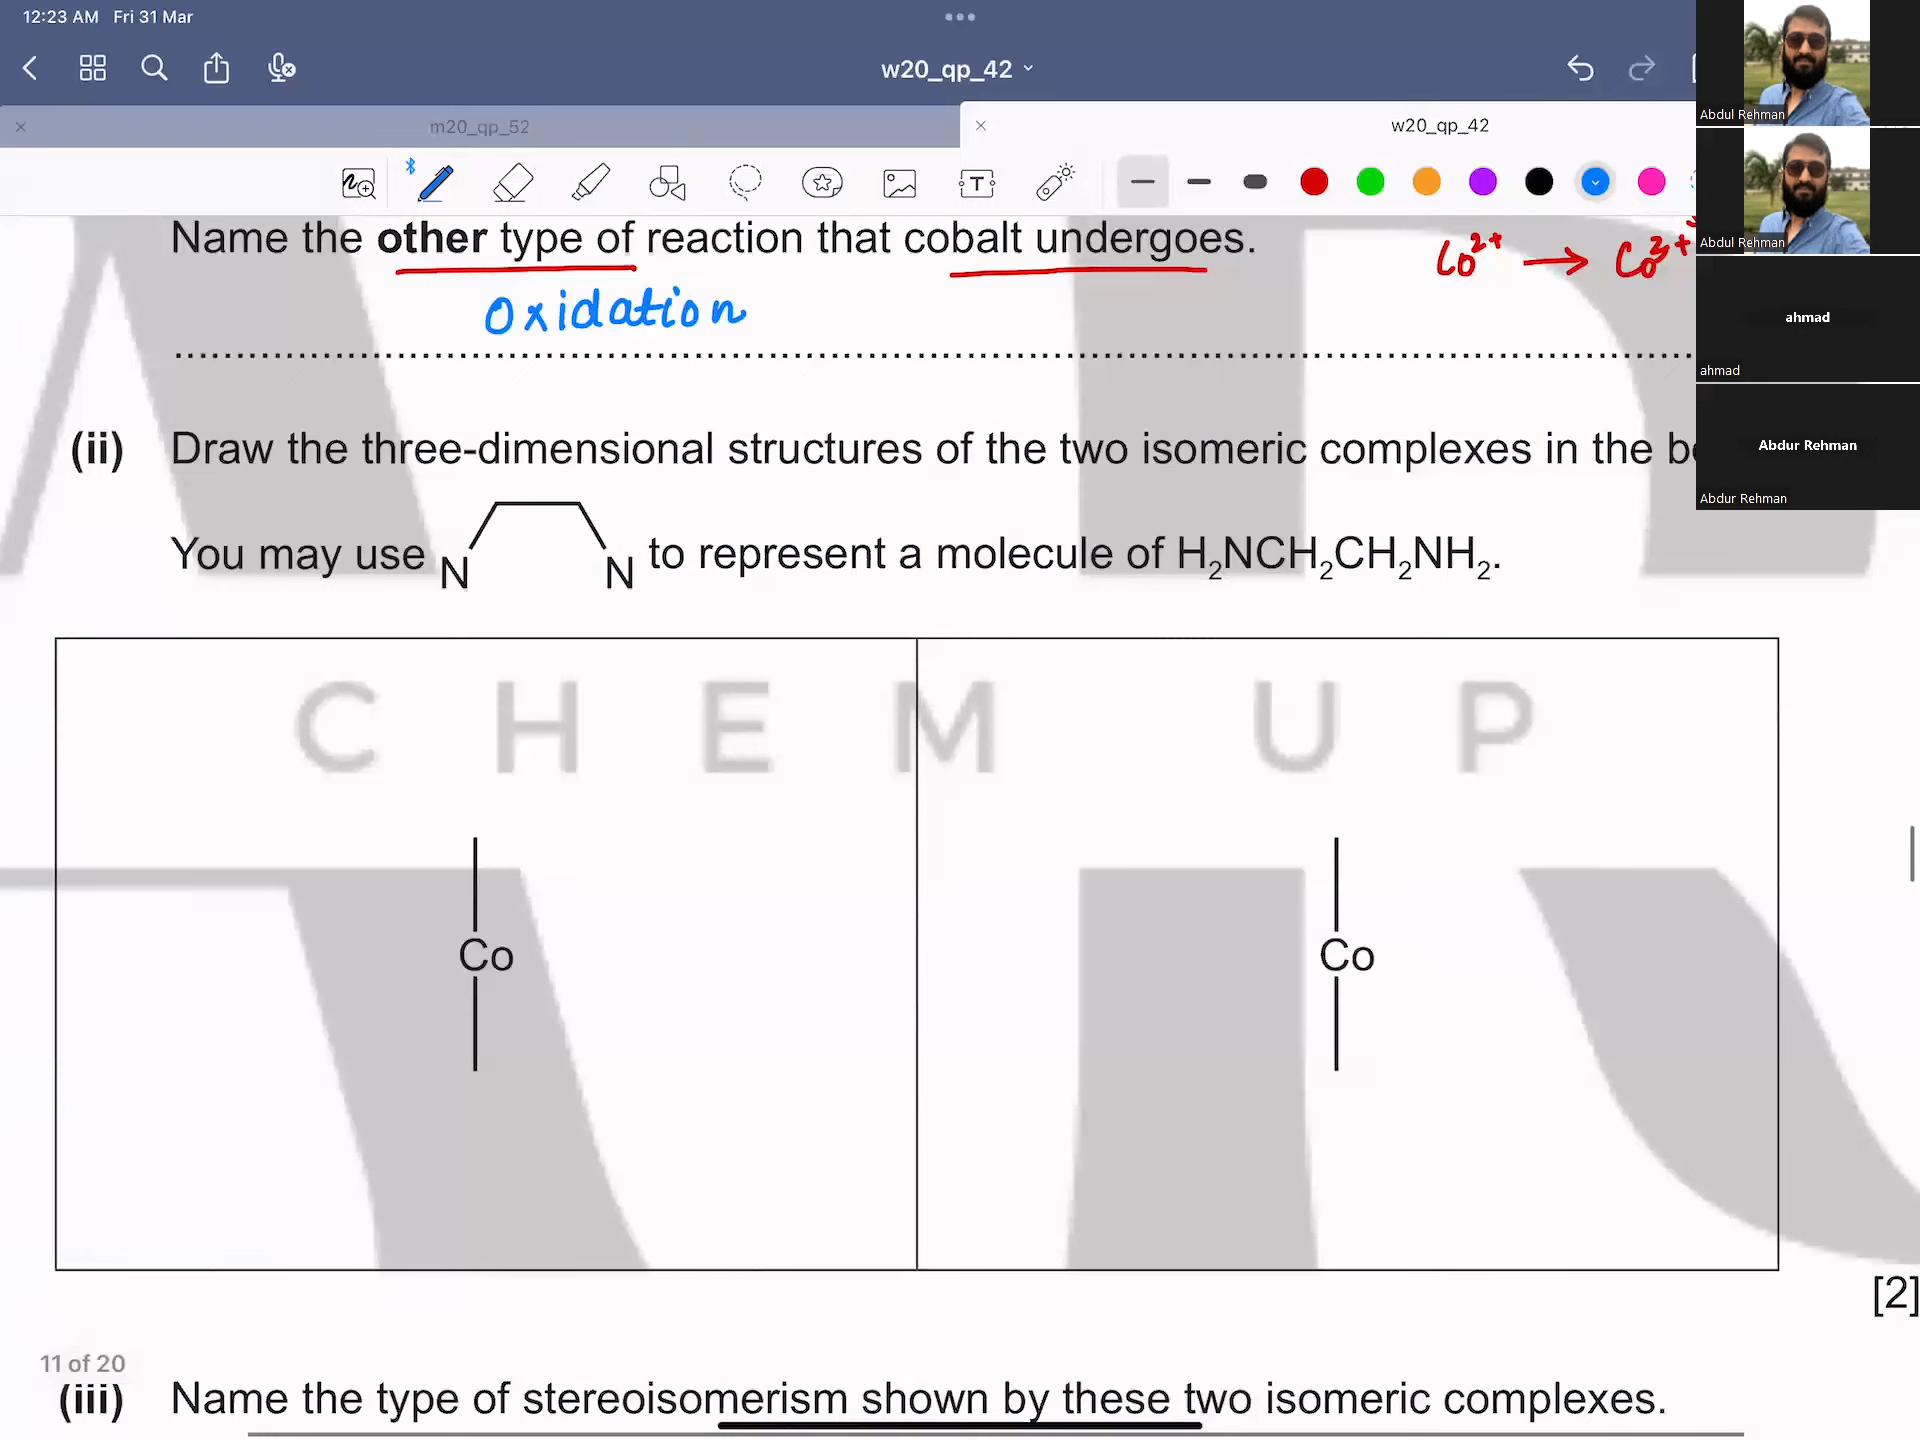 12:23 AM Fri 31 Mar
w20_qp_42
m20_qp_52
w20_qp_42
Abdul Rehman
Abdul Rehman
ahmad
ahmad
Abdur Rehman
Abdur Rehman
Name the other type of reaction that cobalt undergoes.
Co²⁺ → Co³⁺
Oxidation
(ii) Draw the three-dimensional structures of the two isomeric complexes in the
You may use N N to represent a molecule of H₂NCH₂CH₂NH₂.
CHEM UP
Co Co
[2]
11 of 20
(iii) Name the type of stereoisomerism shown by these two isomeric complexes.